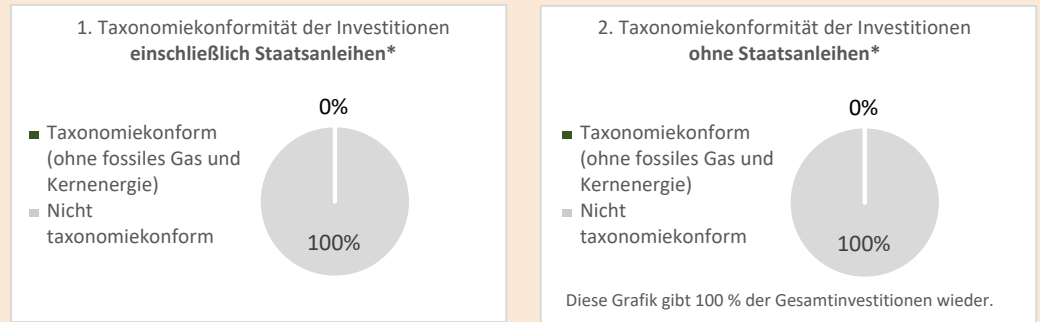 1. Taxonomiekonformität der Investitionen
einschließlich Staatsanleihen*
0%
Taxonomiekonform
(ohne fossiles Gas und
Kernenergie)
Nicht
taxonomiekonform
100%
2. Taxonomiekonformität der Investitionen
ohne Staatsanleihen*
0%
Taxonomiekonform
(ohne fossiles Gas und
Kernenergie)
Nicht
taxonomiekonform
100%
Diese Grafik gibt 100 % der Gesamtinvestitionen wieder.